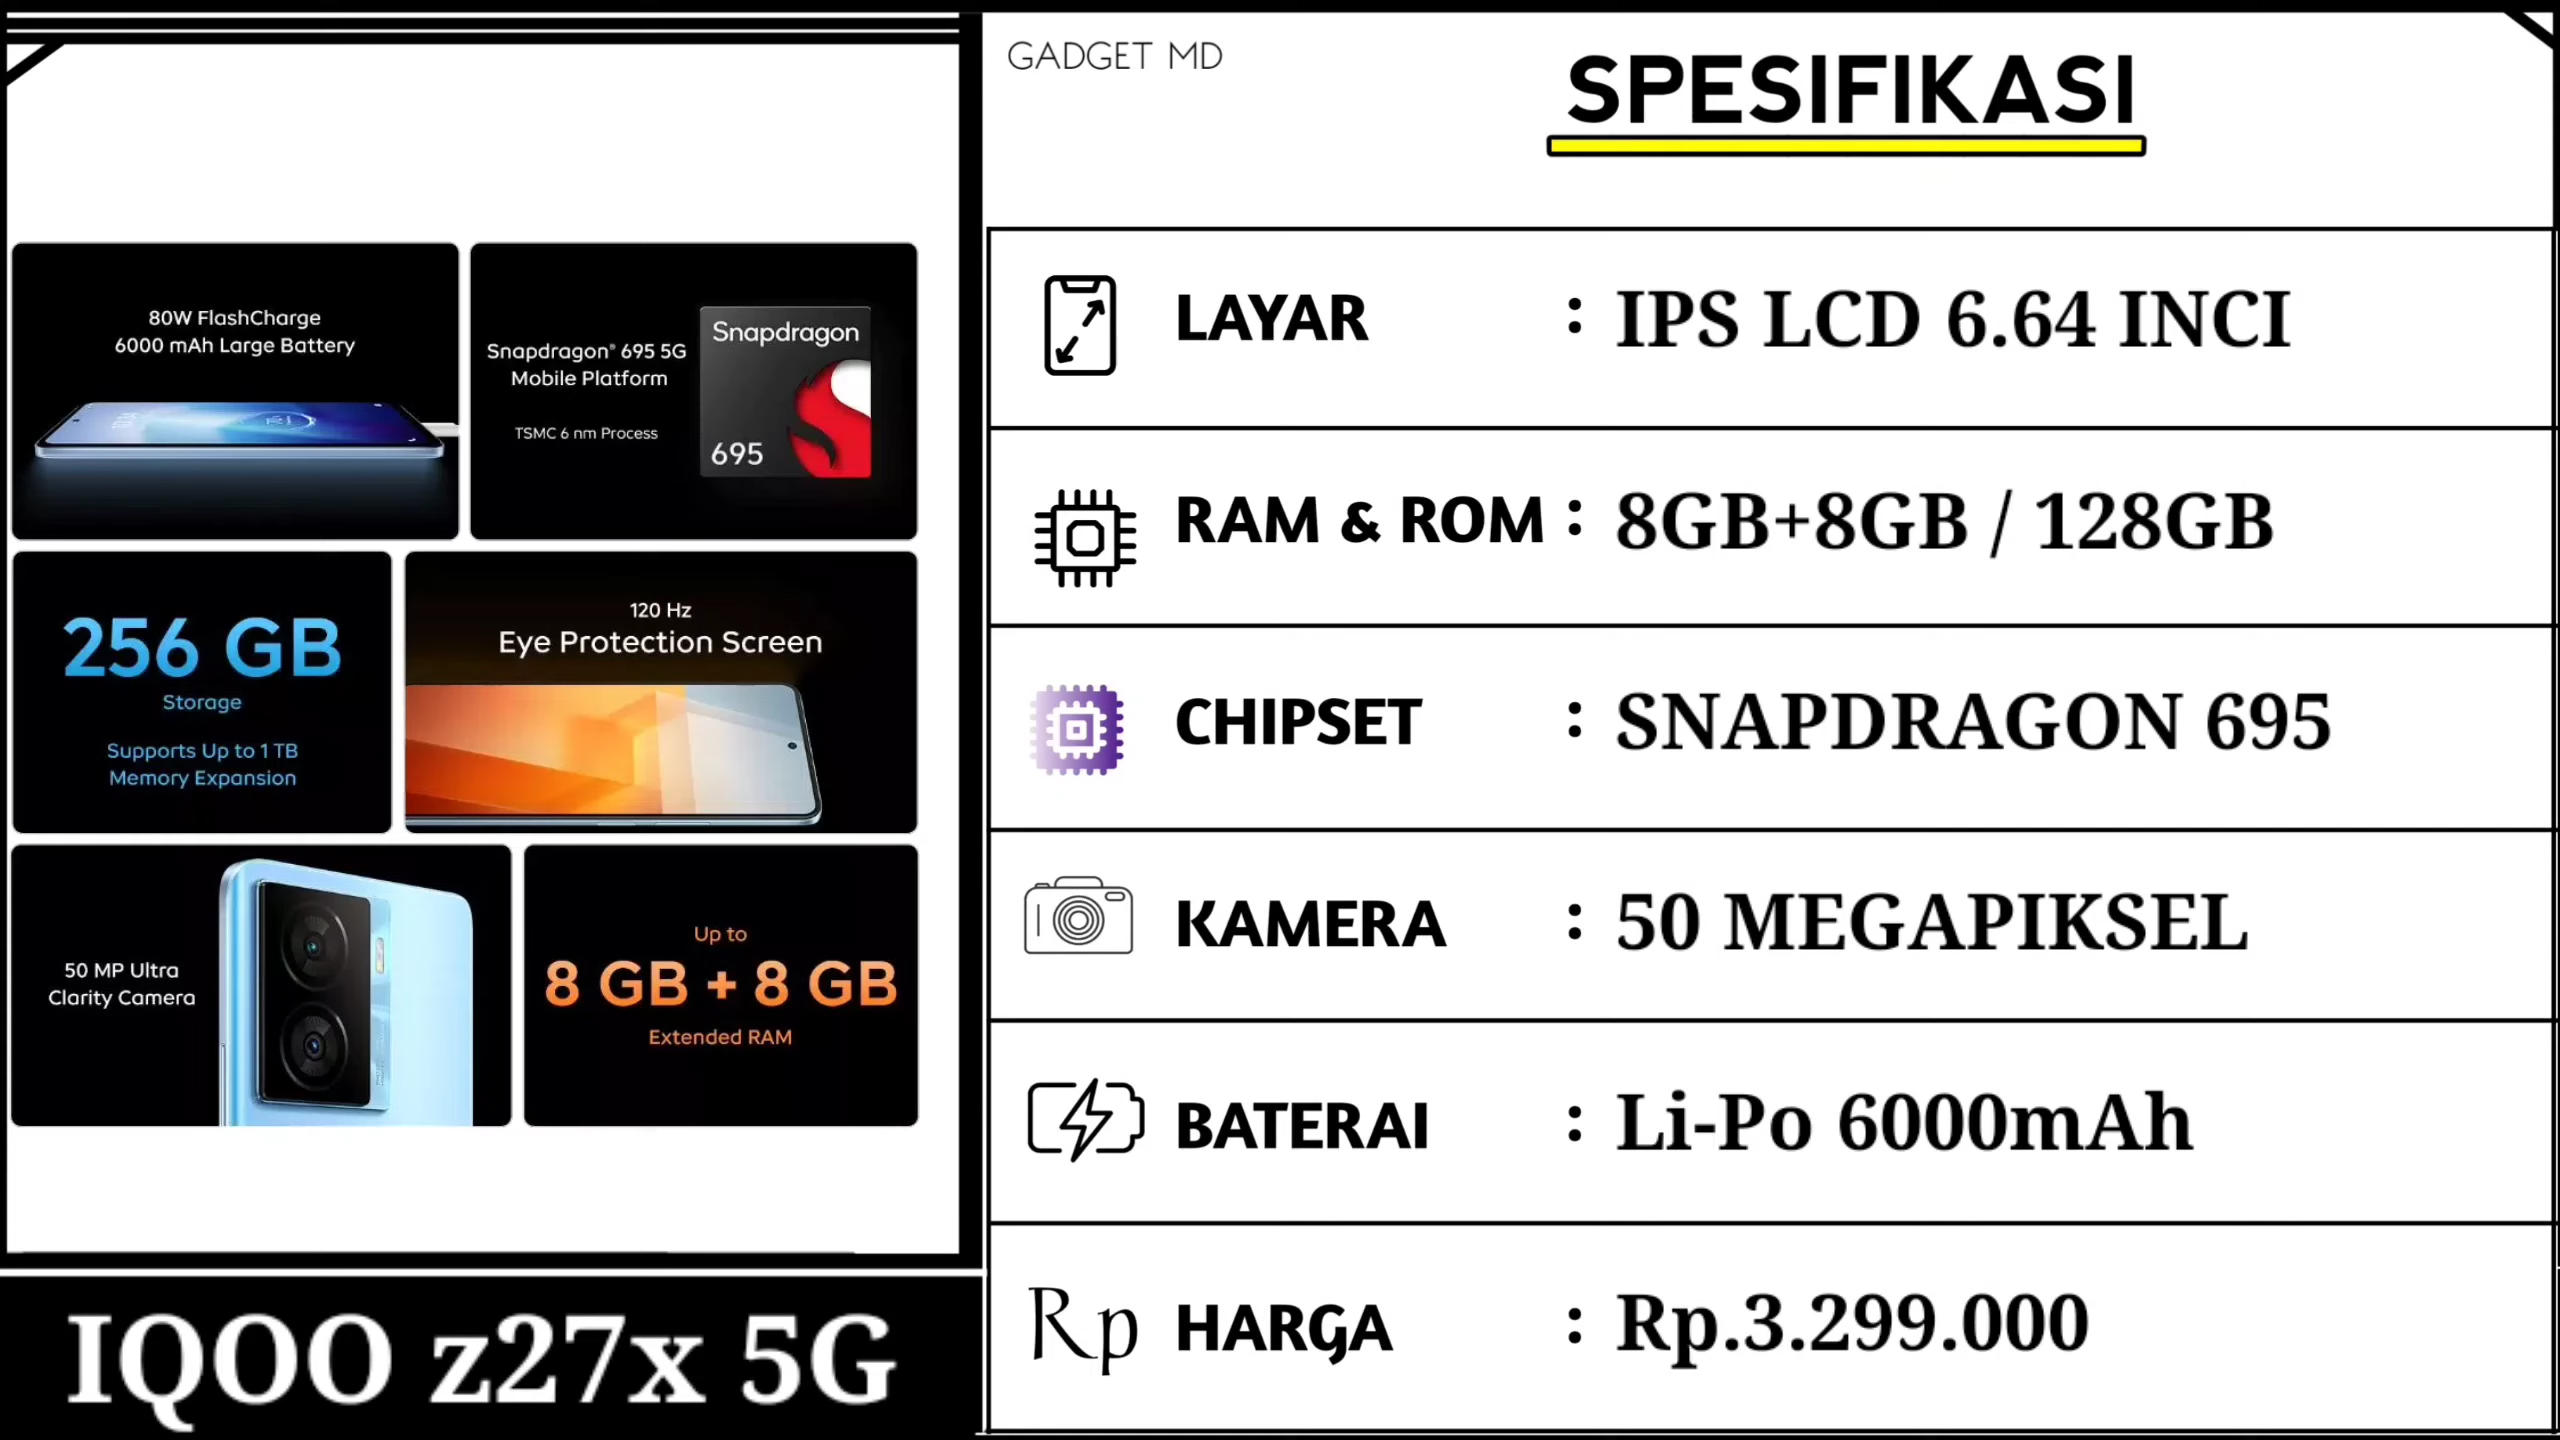 80W FlashCharge
6000 mAh Large Battery
Snapdragon® 695 5G
Mobile Platform
TSMC 6 nm Process
Snapdragon
695
256 GB
Storage
Supports Up to 1 TB
Memory Expansion
120 Hz
Eye Protection Screen
50 MP Ultra
Clarity Camera
Up to
8 GB + 8 GB
Extended RAM
IQOO z27x 5G
GADGET MD
SPESIFIKASI
LAYAR : IPS LCD 6.64 INCI
RAM & ROM : 8GB+8GB / 128GB
CHIPSET : SNAPDRAGON 695
KAMERA : 50 MEGAPIKSEL
BATERAI : Li-Po 6000mAh
Rp HARGA : Rp.3.299.000